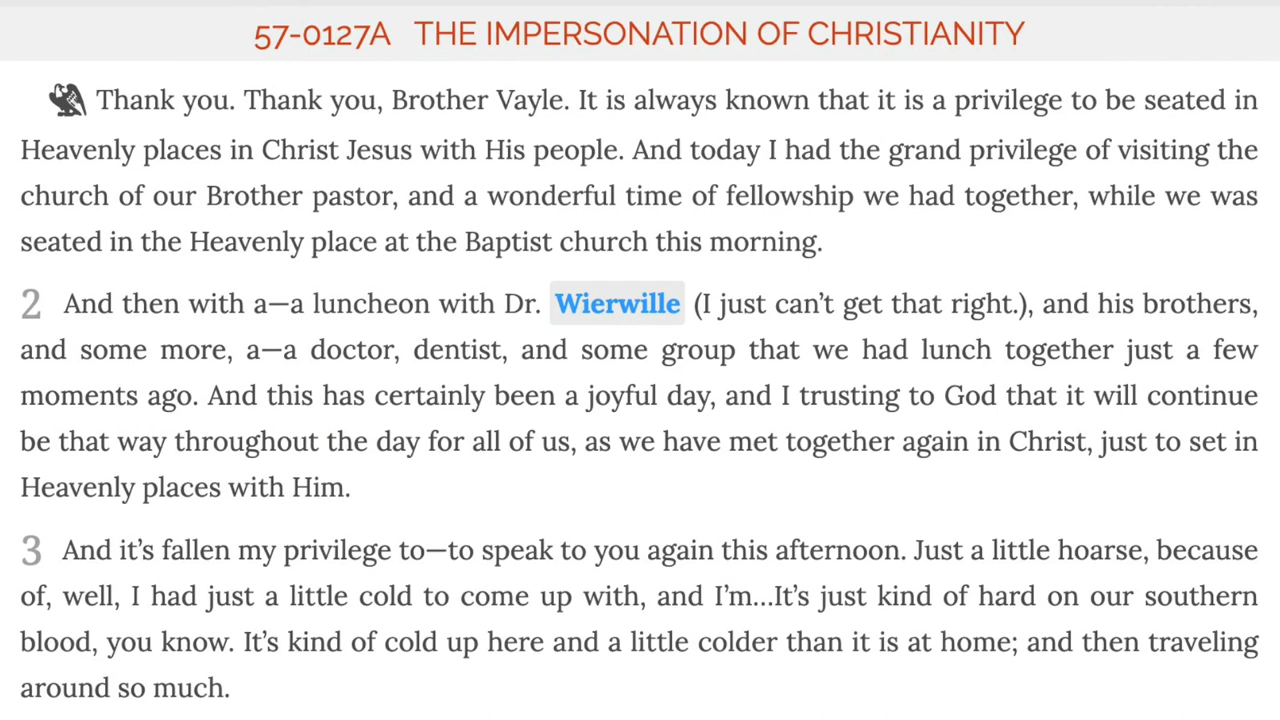 57-0127A THE IMPERSONATION OF CHRISTIANITY
Thank you. Thank you, Brother Vayle. It is always known that it is a privilege to be seated in
Heavenly places in Christ Jesus with His people. And today I had the grand privilege of visiting the
church of our Brother pastor, and a wonderful time of fellowship we had together, while we was
seated in the Heavenly place at the Baptist church this morning.
2 And then with a—a luncheon with Dr. Wierwille (I just can’t get that right.), and his brothers,
and some more, a—a doctor, dentist, and some group that we had lunch together just a few
moments ago. And this has certainly been a joyful day, and I trusting to God that it will continue
be that way throughout the day for all of us, as we have met together again in Christ, just to set in
Heavenly places with Him.
3 And it’s fallen my privilege to—to speak to you again this afternoon. Just a little hoarse, because
of, well, I had just a little cold to come up with, and I’m...It’s just kind of hard on our southern
blood, you know. It’s kind of cold up here and a little colder than it is at home; and then traveling
around so much.